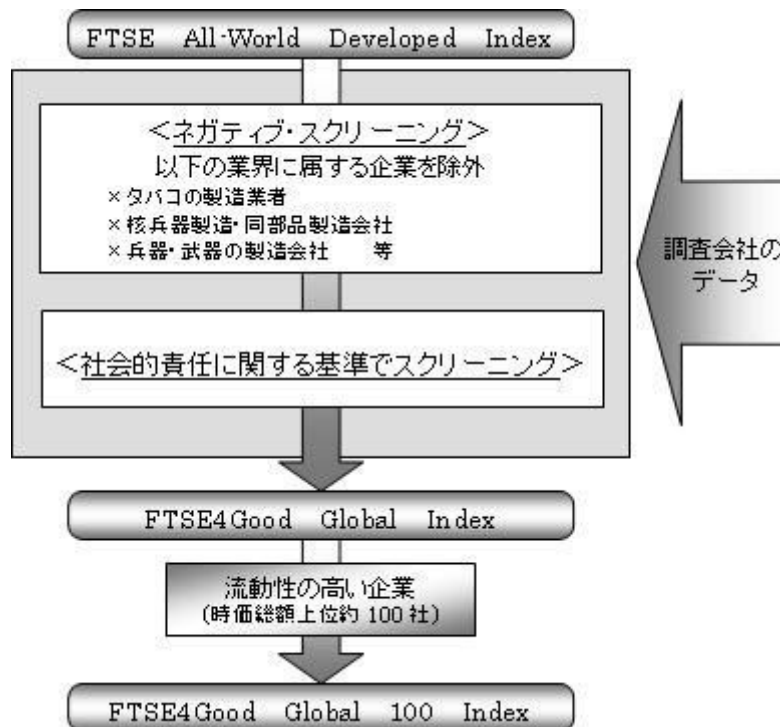 FTSE All-World Developed Index
＜ネガティブ・スクリーニング＞
以下の業界に属する企業を除外
×タバコの製造業者
×核兵器製造・同部品製造会社
×兵器・武器の製造会社　等
調査会社の
データ
＜社会的責任に関する基準でスクリーニング＞
FTSE4Good Global Index
流動性の高い企業
(時価総額上位約 100 社)
FTSE4Good Global 100 Index